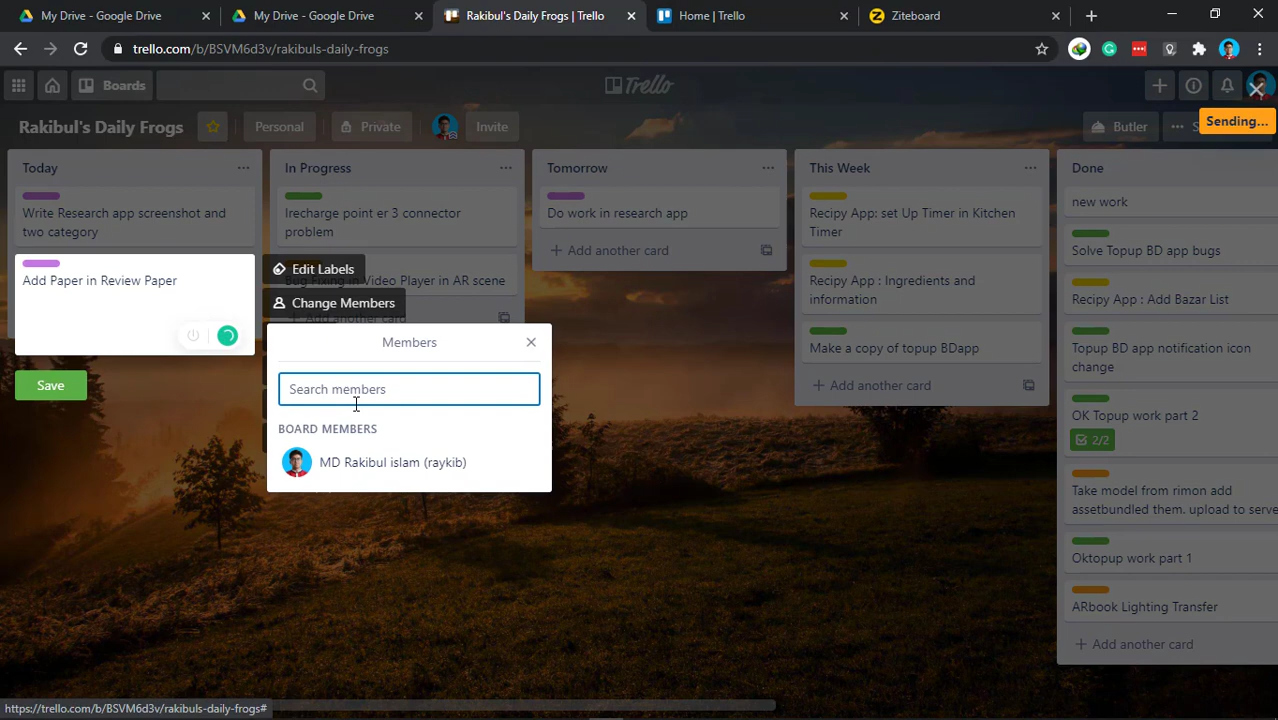 My Drive - Google Drive
My Drive - Google Drive
Rakibul's Daily Frogs | Trello
Home | Trello
Ziteboard
trello.com/b/BSVM6d3v/rakibuls-daily-frogs
Boards
Trello
Rakibul's Daily Frogs
Personal
Private
Invite
Butler
Sending...
Today
Write Research app screenshot and
two category
Add Paper in Review Paper
Save
Edit Labels
Change Members
Members
Search members
BOARD MEMBERS
MD Rakibul islam (raykib)
In Progress
Irecharge point er 3 connector
problem
Bug Fixing in Video Player in AR scene
+ Add another card
Tomorrow
Do work in research app
+ Add another card
This Week
Recipy App: set Up Timer in Kitchen
Timer
Recipy App : Ingredients and
information
Make a copy of topup BDapp
+ Add another card
Done
new work
Solve Topup BD app bugs
Recipy App : Add Bazar List
Topup BD app notification icon
change
OK Topup work part 2
2/2
Take model from rimon add
assetbundled them. upload to serve
Oktopup work part 1
ARbook Lighting Transfer
+ Add another card
https://trello.com/b/BSVM6d3v/rakibuls-daily-frogs#